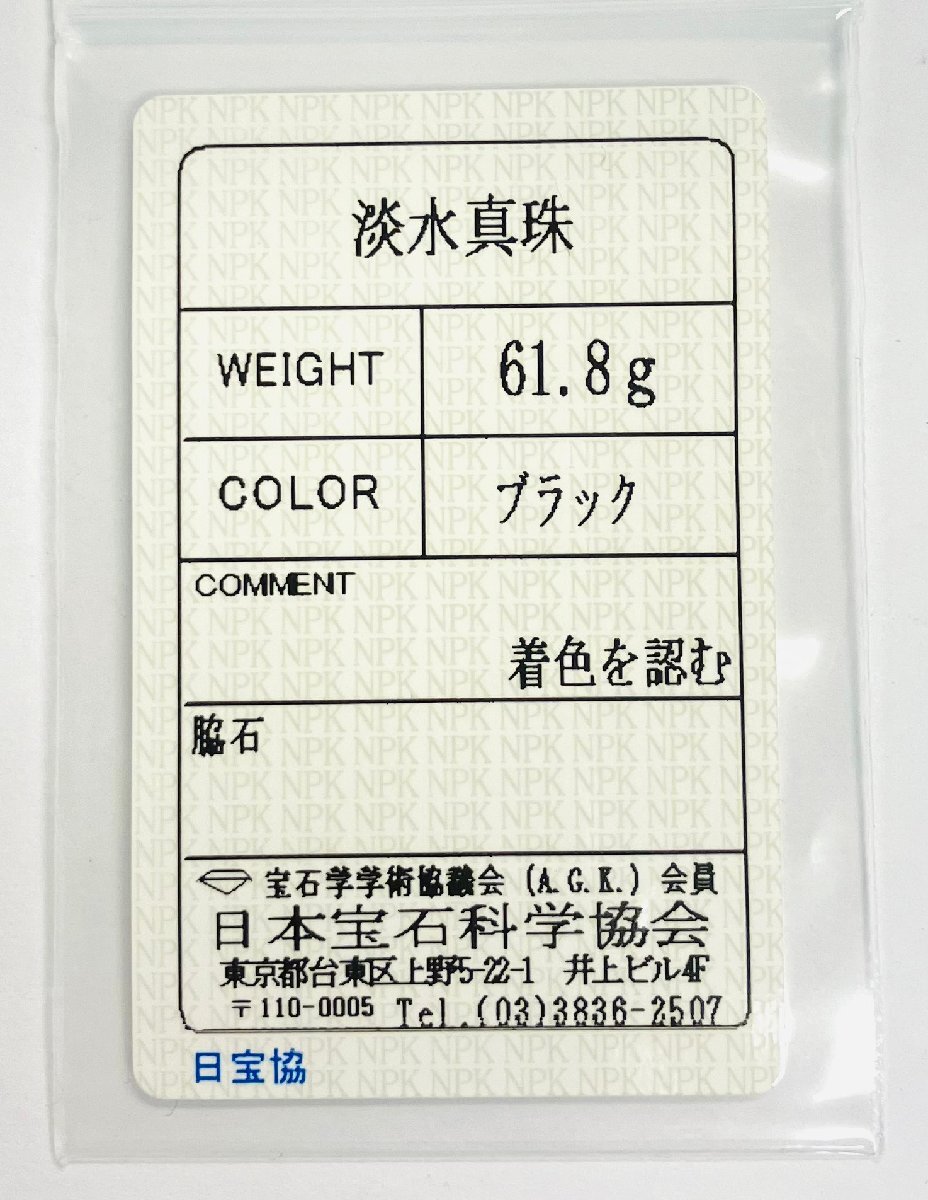 淡水真珠
WEIGHT 61.8g
COLOR ブラック
COMMENT
着色を認む
脇石
宝石学学術協議会 (A.G.K.) 会員
日本宝石科学協会
東京都台東区上野5-22-1 井上ビル4F
〒110-0005 Tel.(03)3836-2507
日宝協